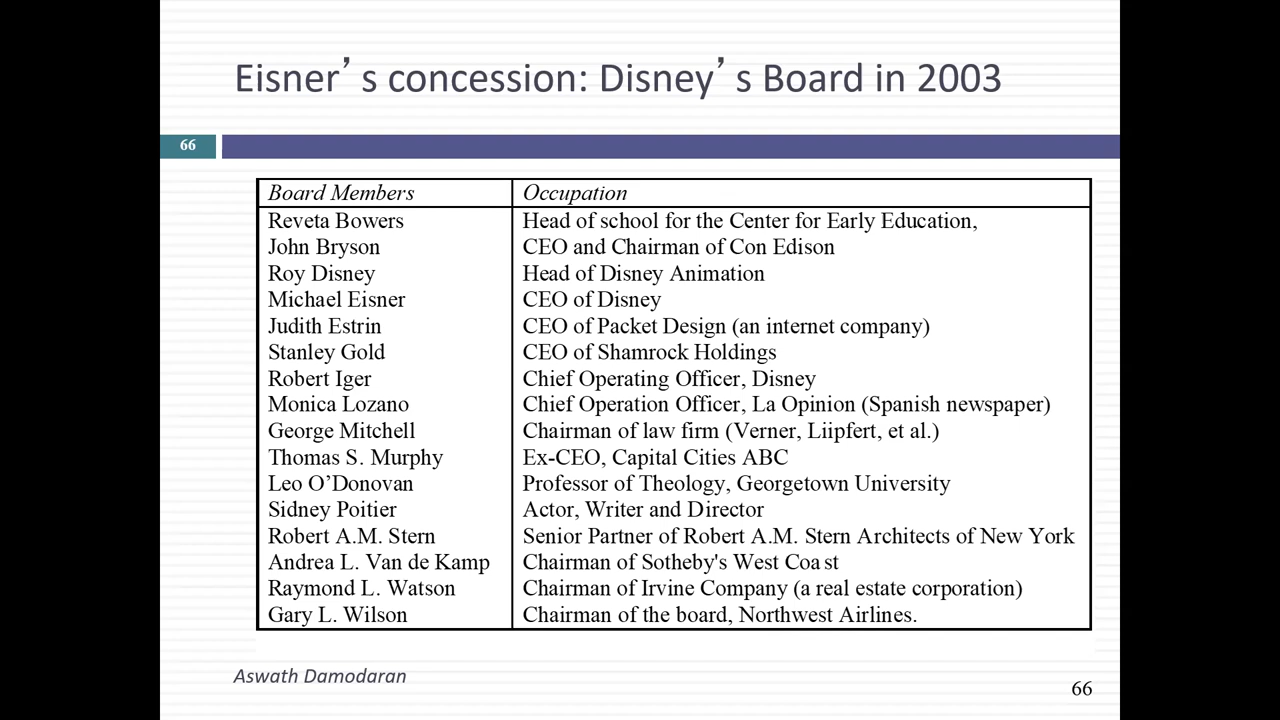 Eisner’s concession: Disney’s Board in 2003
66
Board Members Occupation
Reveta Bowers Head of school for the Center for Early Education,
John Bryson CEO and Chairman of Con Edison
Roy Disney Head of Disney Animation
Michael Eisner CEO of Disney
Judith Estrin CEO of Packet Design (an internet company)
Stanley Gold CEO of Shamrock Holdings
Robert Iger Chief Operating Officer, Disney
Monica Lozano Chief Operation Officer, La Opinion (Spanish newspaper)
George Mitchell Chairman of law firm (Verner, Liipfert, et al.)
Thomas S. Murphy Ex-CEO, Capital Cities ABC
Leo O’Donovan Professor of Theology, Georgetown University
Sidney Poitier Actor, Writer and Director
Robert A.M. Stern Senior Partner of Robert A.M. Stern Architects of New York
Andrea L. Van de Kamp Chairman of Sotheby's West Coast
Raymond L. Watson Chairman of Irvine Company (a real estate corporation)
Gary L. Wilson Chairman of the board, Northwest Airlines.
Aswath Damodaran
66